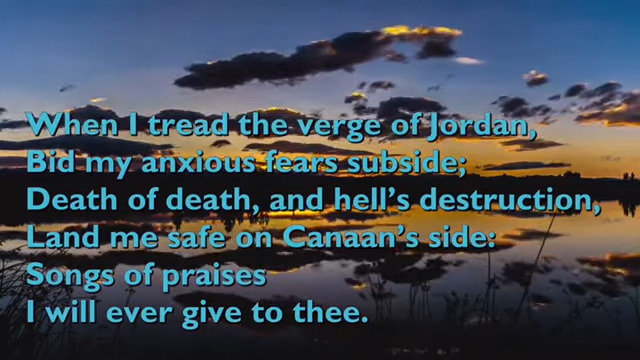 When I tread the verge of Jordan,
Bid my anxious fears subside;
Death of death, and hell's destruction,
Land me safe on Canaan's side:
Songs of praises
I will ever give to thee.